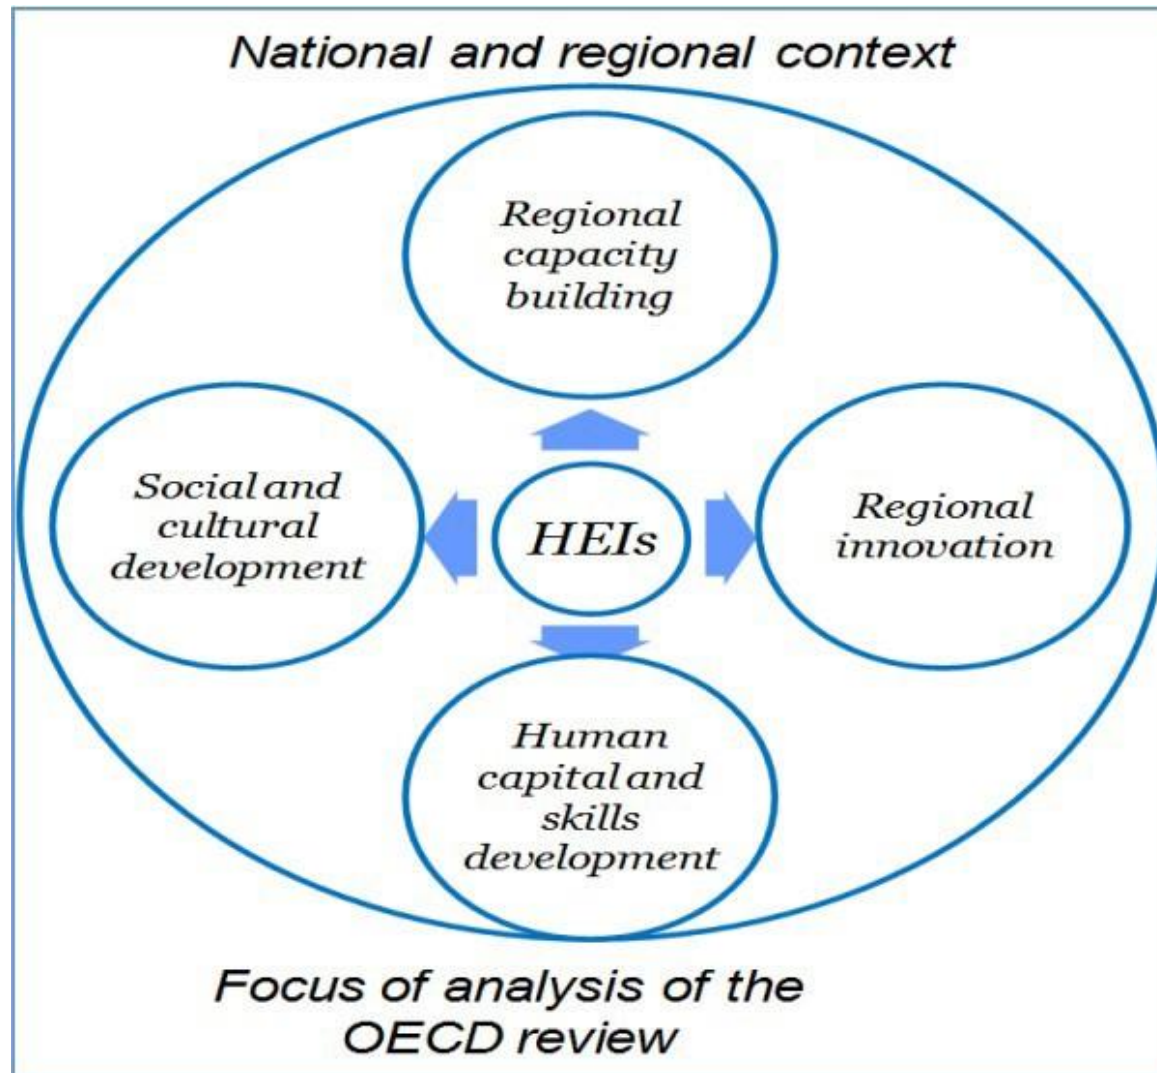 National and regional context
Regional
capacity
building
Social and
cultural
development
HEIs
Regional
innovation
Human
capital and
skills
development
Focus of analysis of the
OECD review